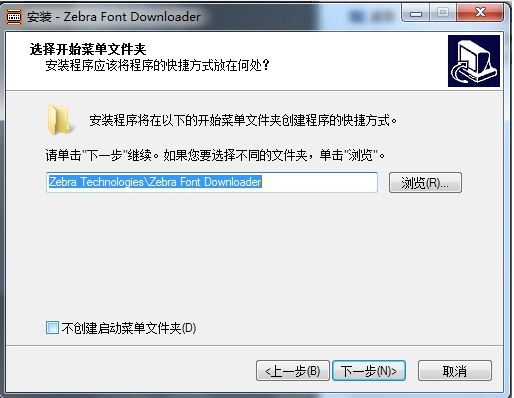 安装 - Zebra Font Downloader
选择开始菜单文件夹
安装程序应该将程序的快捷方式放在何处?
安装程序将在以下的开始菜单文件夹创建程序的快捷方式。
请单击"下一步"继续。如果您要选择不同的文件夹，单击"浏览"。
Zebra Technologies\Zebra Font Downloader
浏览(R)...
不创建启动菜单文件夹(D)
<上一步(B)
下一步(N)>
取消